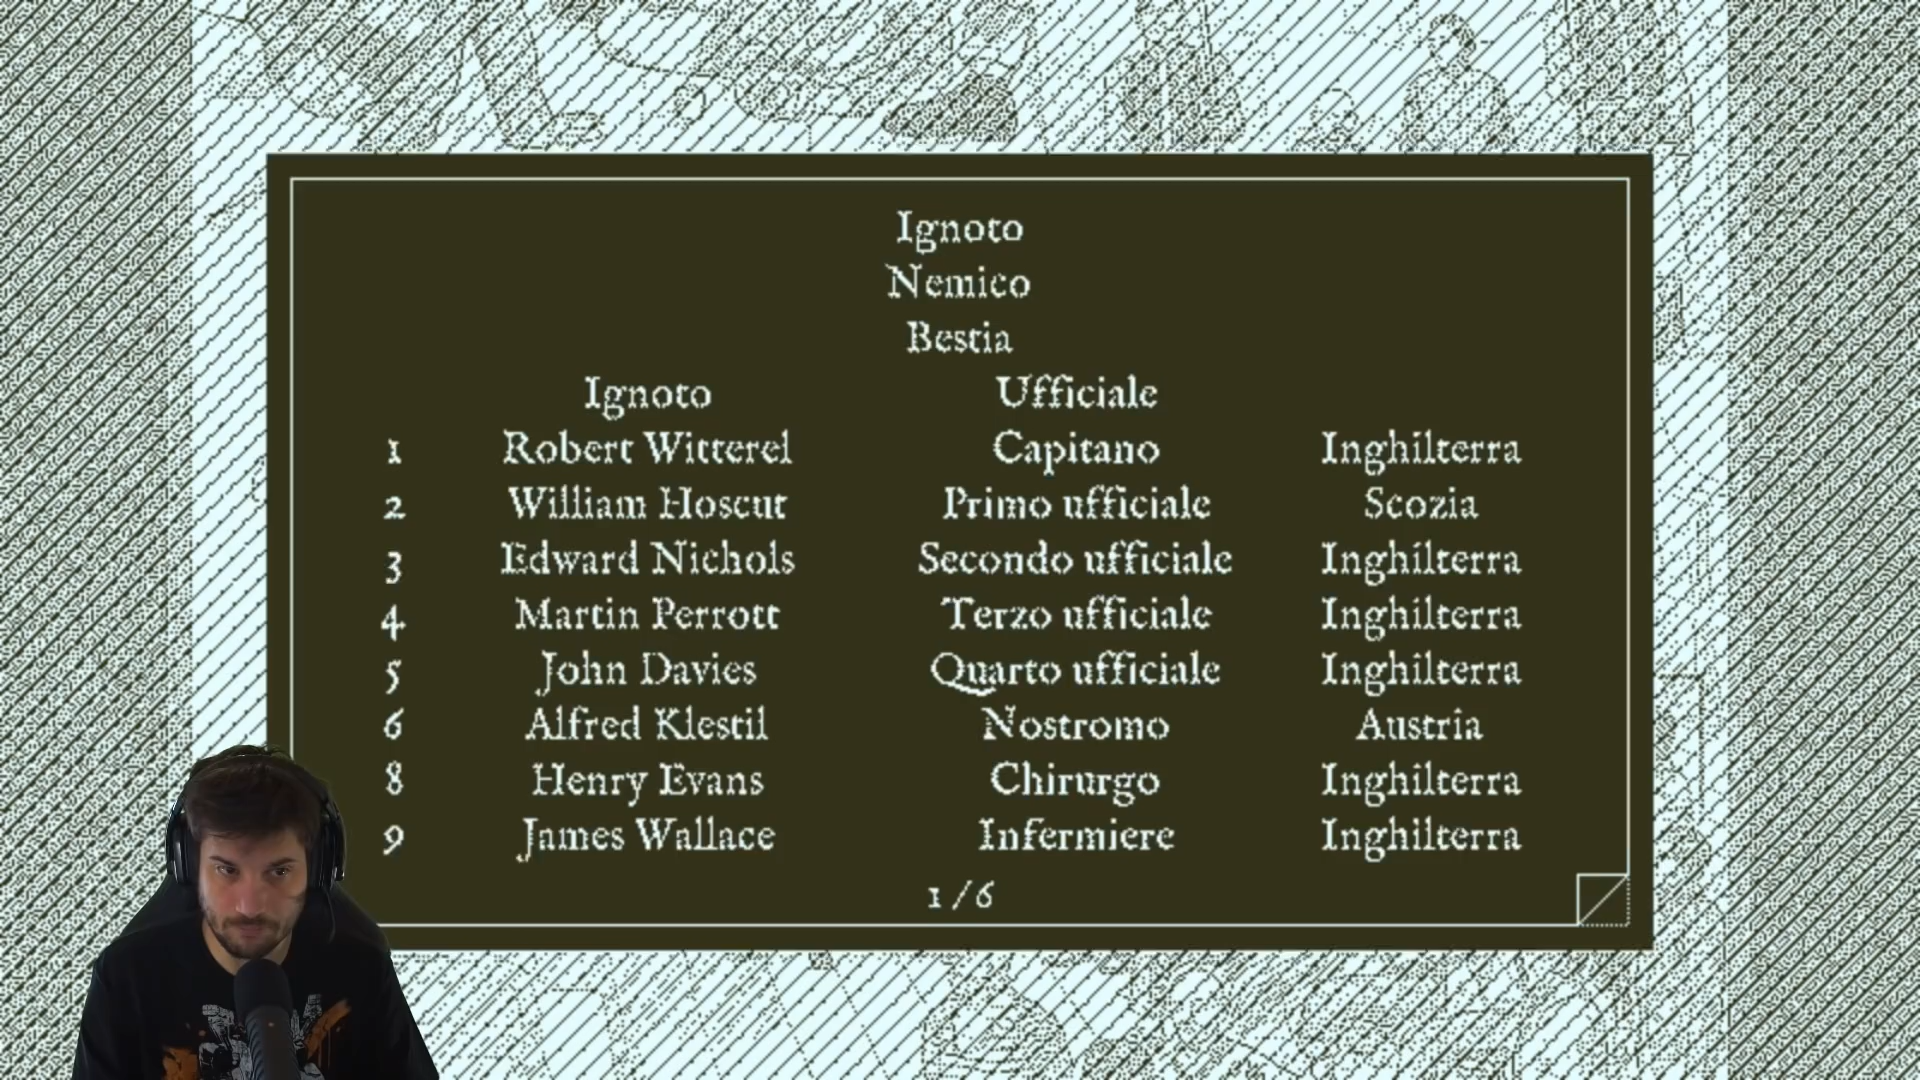 Ignoto
Nemico
Bestia
Ignoto Ufficiale
1 Robert Witterel Capitano Inghilterra
2 William Hoscut Primo ufficiale Scozia
3 Edward Nichols Secondo ufficiale Inghilterra
4 Martin Perrott Terzo ufficiale Inghilterra
5 John Davies Quarto ufficiale Inghilterra
6 Alfred Klestil Nostromo Austria
8 Henry Evans Chirurgo Inghilterra
9 James Wallace Infermiere Inghilterra
1/6